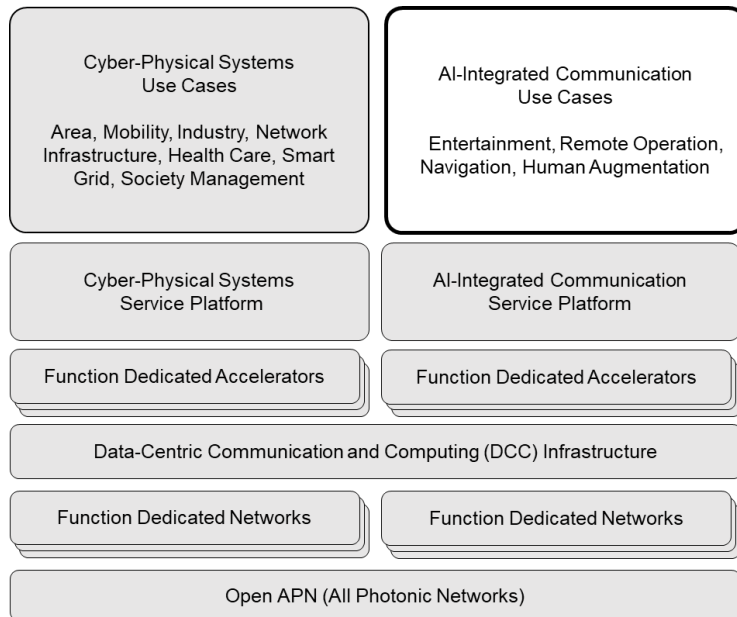 Cyber-Physical Systems
Use Cases
Area, Mobility, Industry, Network
Infrastructure, Health Care, Smart
Grid, Society Management
AI-Integrated Communication
Use Cases
Entertainment, Remote Operation,
Navigation, Human Augmentation
Cyber-Physical Systems
Service Platform
AI-Integrated Communication
Service Platform
Function Dedicated Accelerators
Function Dedicated Accelerators
Data-Centric Communication and Computing (DCC) Infrastructure
Function Dedicated Networks
Function Dedicated Networks
Open APN (All Photonic Networks)